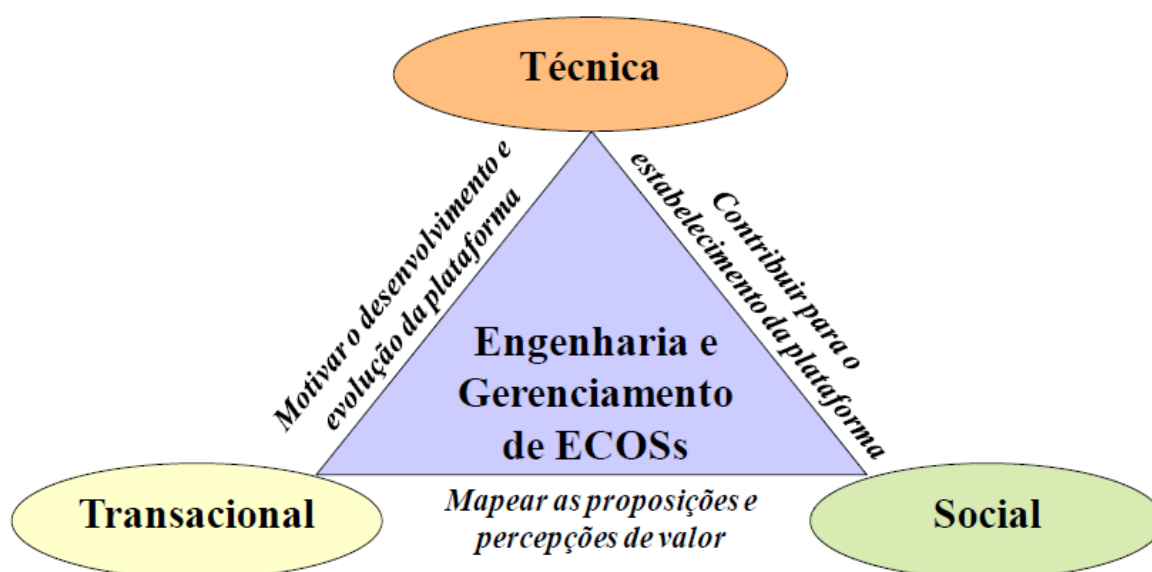 Técnica
Motivar o desenvolvimento e
evolução da plataforma
Contribuir para o
estabelecimento da plataforma
Engenharia e
Gerenciamento
de ECOSs
Transacional
Mapear as proposições e
percepções de valor
Social